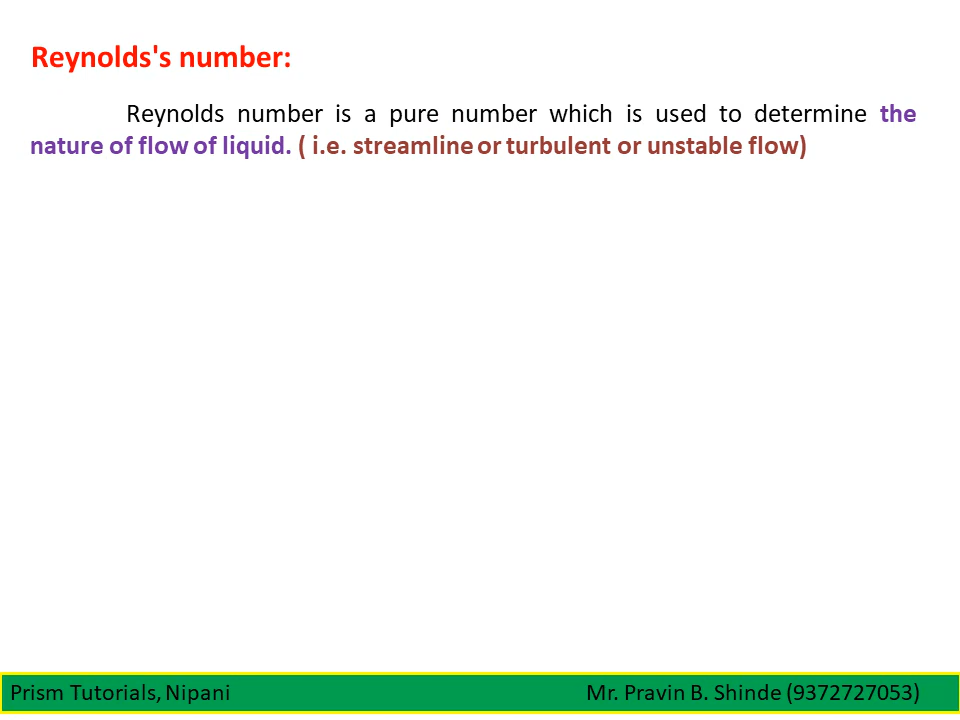 Reynolds's number:
Reynolds number is a pure number which is used to determine the
nature of flow of liquid. ( i.e. streamline or turbulent or unstable flow)
Prism Tutorials, Nipani Mr. Pravin B. Shinde (9372727053)